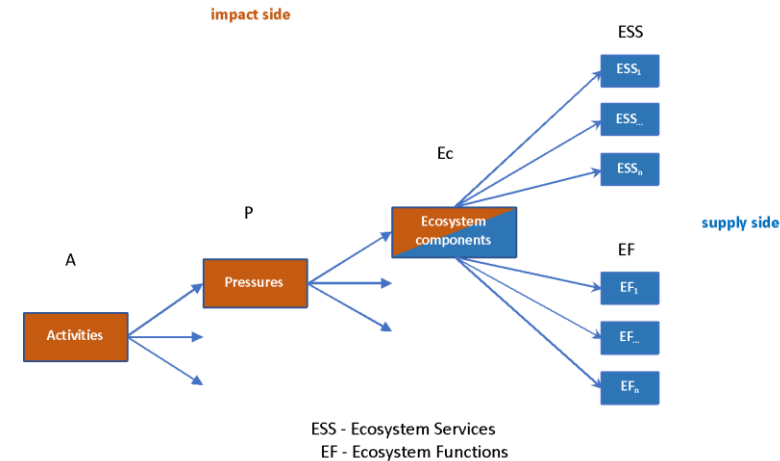 impact side
ESS
ESS₁
ESS...
Ec
ESSₙ
P
Ecosystem
components
supply side
A
EF
Pressures
EF₁
Activities
EF...
EFₙ
ESS - Ecosystem Services
EF - Ecosystem Functions